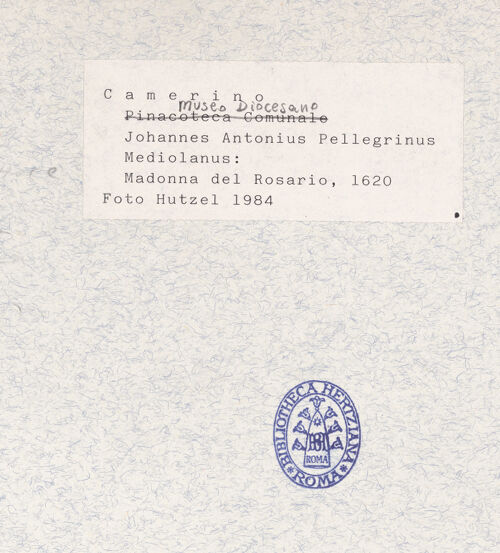 Camerino
Museo Diocesano
Pinacoteca Comunale
Johannes Antonius Pellegrinus
Mediolanus:
Madonna del Rosario, 1620
Foto Hutzel 1984
BIBLIOTHECA HERTZIANA
ROMA
ROMA